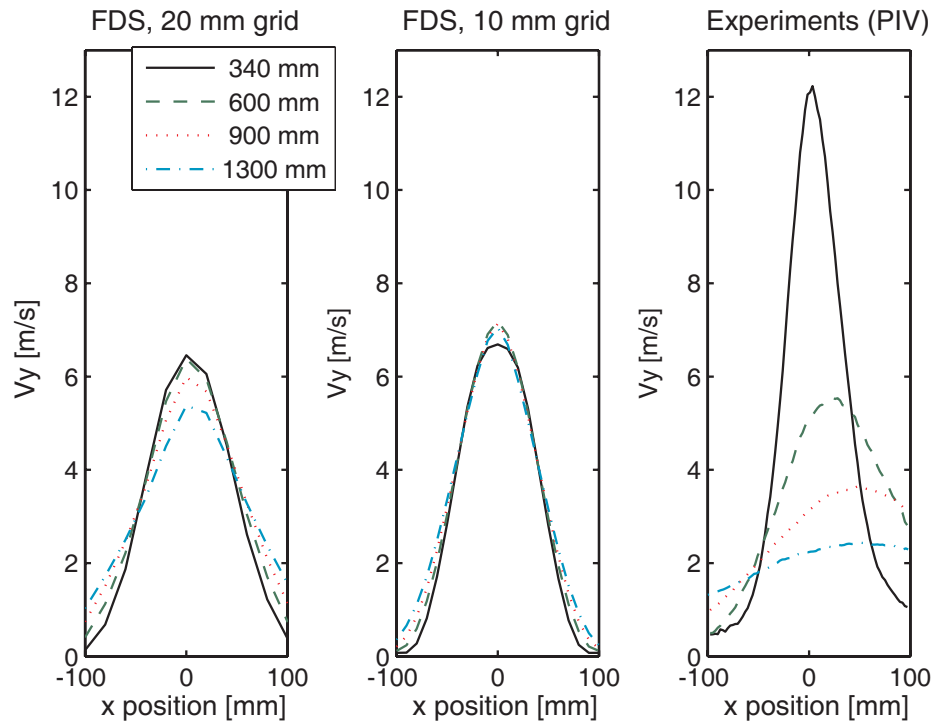 FDS, 20 mm grid
FDS, 10 mm grid
Experiments (PIV)
340 mm
600 mm
900 mm
1300 mm
Vy [m/s]
12
10
8
6
4
2
0
-100
0
100
x position [mm]
Vy [m/s]
12
10
8
6
4
2
0
-100
0
100
x position [mm]
Vy [m/s]
12
10
8
6
4
2
0
-100
0
100
x position [mm]